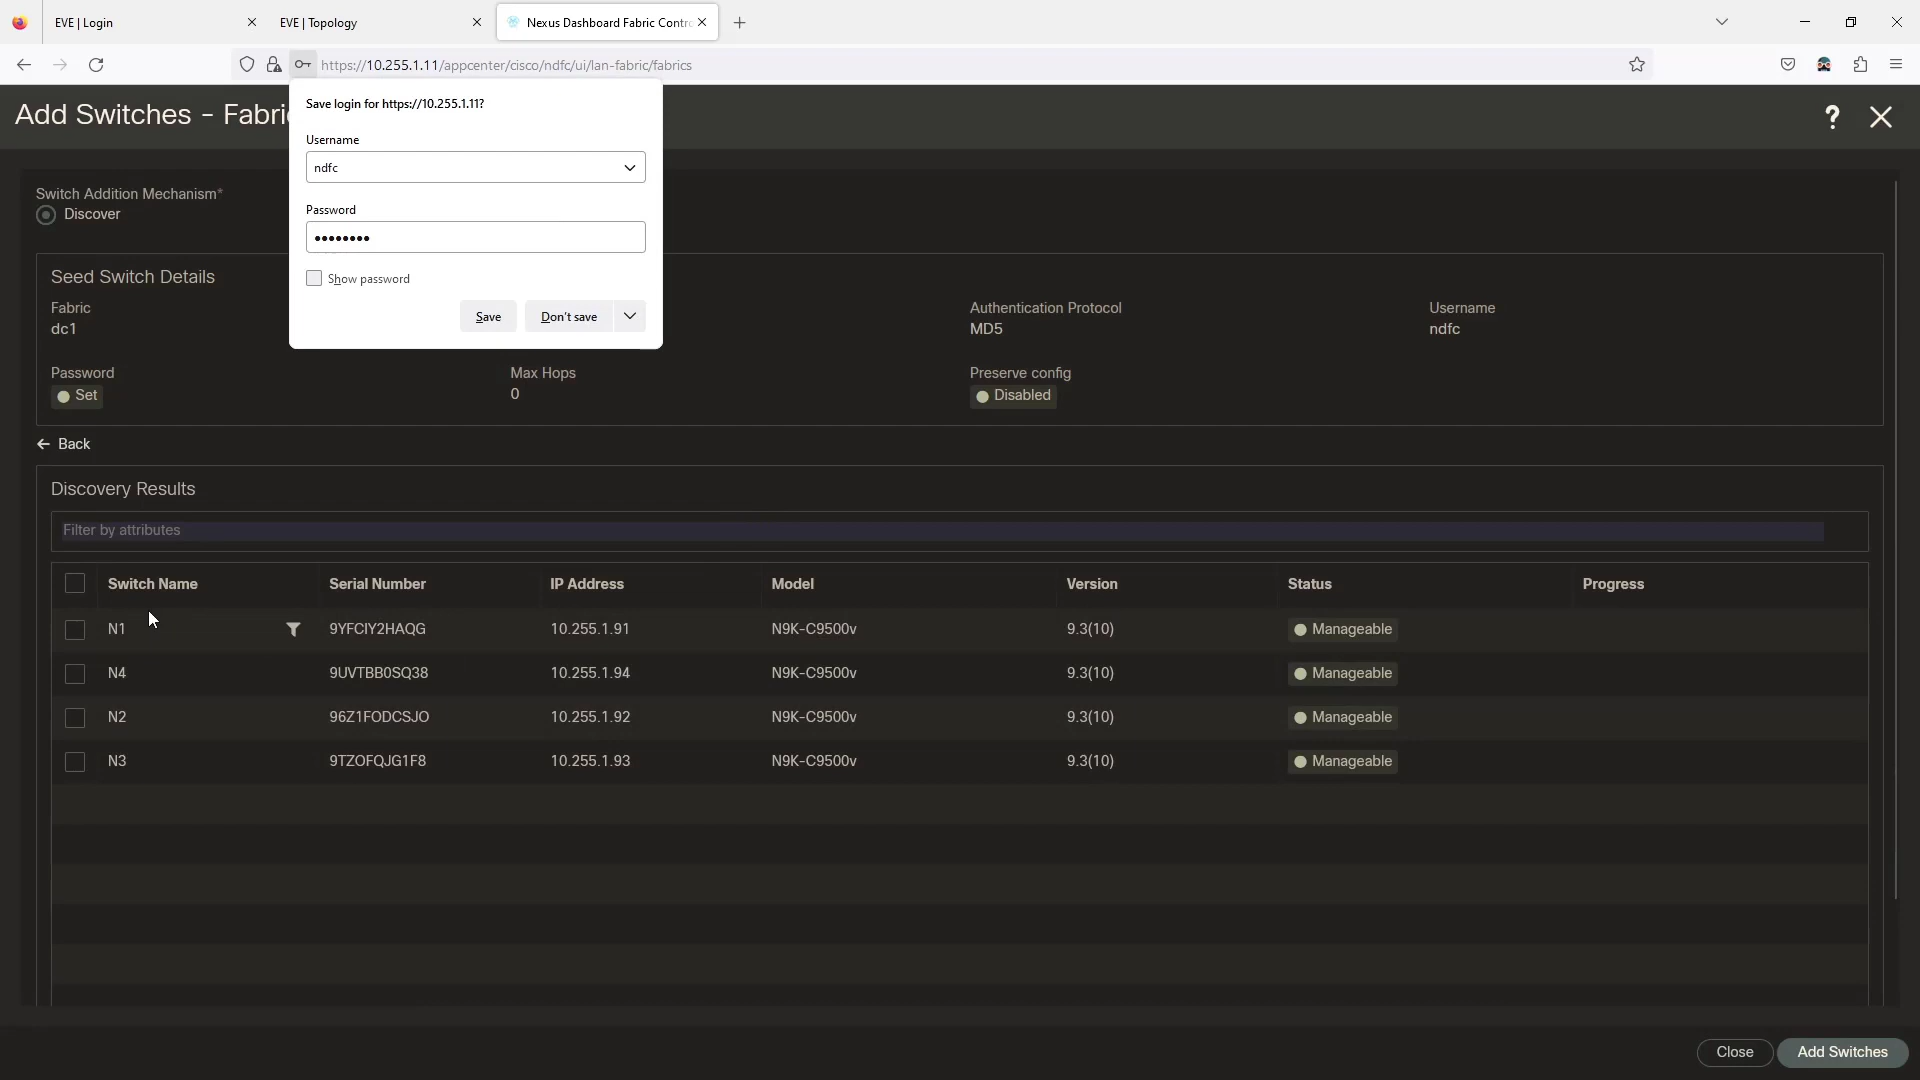 EVE | Login
EVE | Topology
Nexus Dashboard Fabric Contr
https://10.255.1.11/appcenter/cisco/ndfc/ui/lan-fabric/fabrics
Add Switches - Fabri
Save login for https://10.255.1.11?
Username
ndfc
Password
••••••••
Show password
Save
Don't save
Switch Addition Mechanism*
Discover
Seed Switch Details
Fabric
dc1
Authentication Protocol
MD5
Username
ndfc
Password
Set
Max Hops
0
Preserve config
Disabled
Back
Discovery Results
Filter by attributes
Switch Name Serial Number IP Address Model Version Status Progress
N1 9YFCIY2HAQG 10.255.1.91 N9K-C9500v 9.3(10) Manageable
N4 9UVTBB0SQ38 10.255.1.94 N9K-C9500v 9.3(10) Manageable
N2 96Z1FODCSJO 10.255.1.92 N9K-C9500v 9.3(10) Manageable
N3 9TZOFQJG1F8 10.255.1.93 N9K-C9500v 9.3(10) Manageable
Close
Add Switches